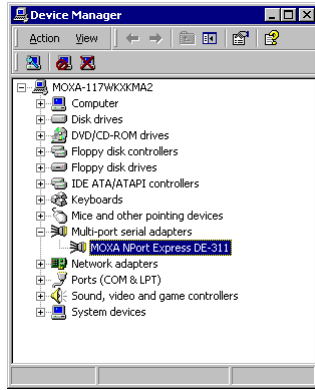 Device Manager
Action View
MOXA-117WKXKMA2
Computer
Disk drives
DVD/CD-ROM drives
Floppy disk controllers
Floppy disk drives
IDE ATA/ATAPI controllers
Keyboards
Mice and other pointing devices
Multi-port serial adapters
MOXA NPort Express DE-311
Network adapters
Ports (COM & LPT)
Sound, video and game controllers
System devices